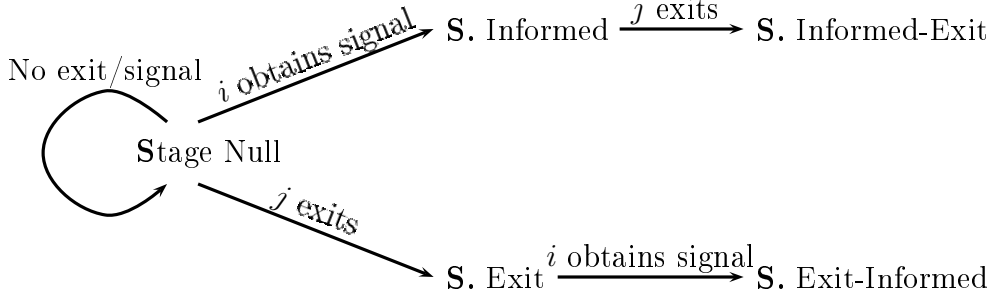 i obtains signal
S. Informed
j exits
S. Informed-Exit
No exit/signal
Stage Null
j exits
S. Exit
i obtains signal
S. Exit-Informed